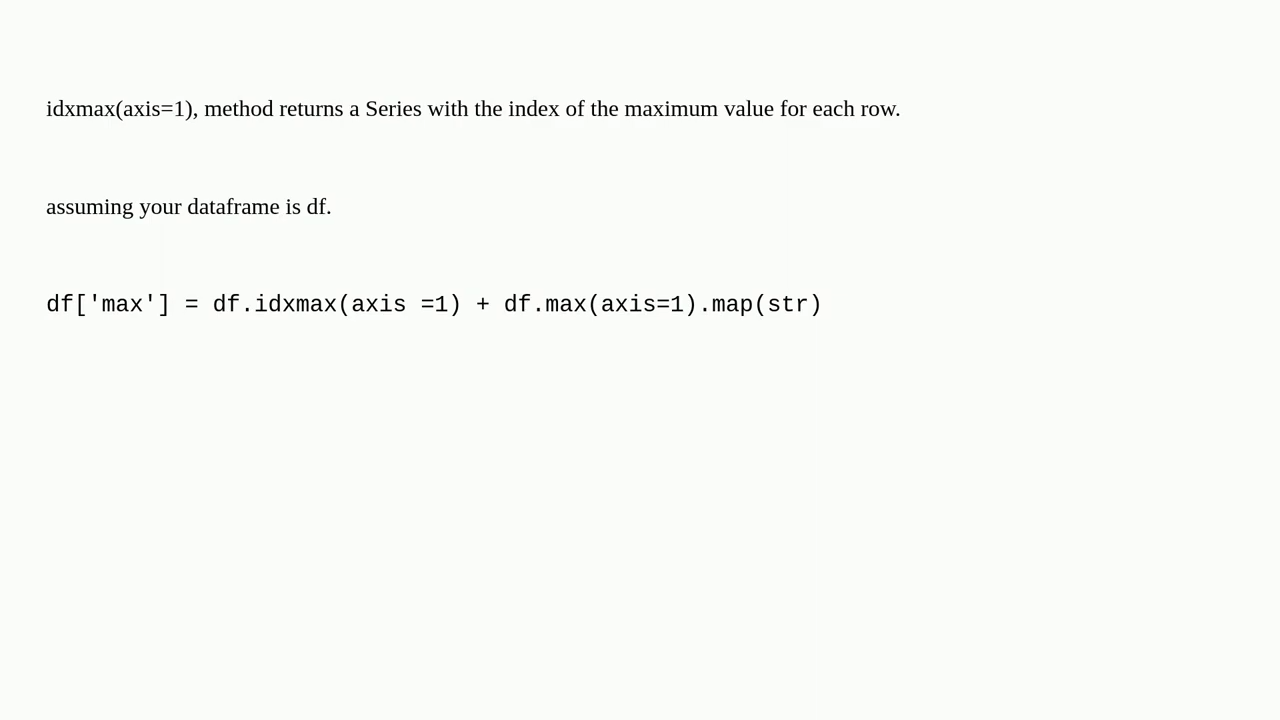 idxmax(axis=1), method returns a Series with the index of the maximum value for each row.
assuming your dataframe is df.
df['max'] = df.idxmax(axis =1) + df.max(axis=1).map(str)